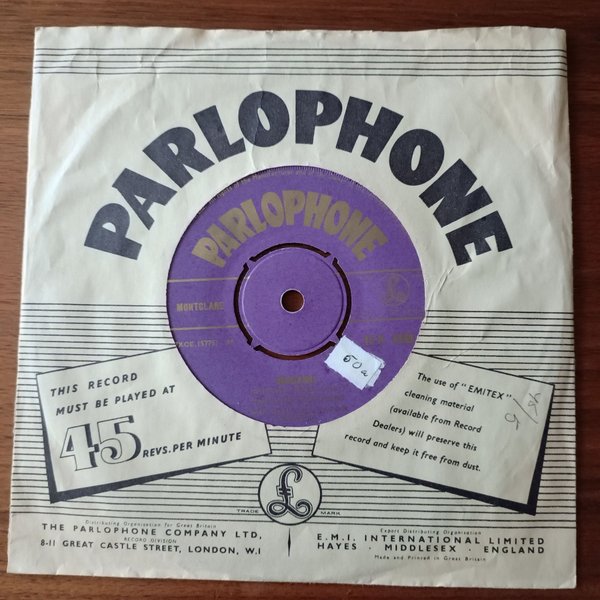 PARLOPHONE
PARLOPHONE
MONTCLARE
50
THIS RECORD
MUST BE PLAYED AT
45 REVS. PER MINUTE
The use of "EMITEX"
cleaning material
(available from Record
Dealers) will preserve this
record and keep it free from dust.
£
TRADE MARK
Distributing Organisation for Great Britain
THE PARLOPHONE COMPANY LTD,
RECORD DIVISION
8-11 GREAT CASTLE STREET, LONDON, W.I
Export Distributing Organisation
E.M.I. INTERNATIONAL LIMITED
HAYES · MIDDLESEX · ENGLAND
Made and Printed in Great Britain